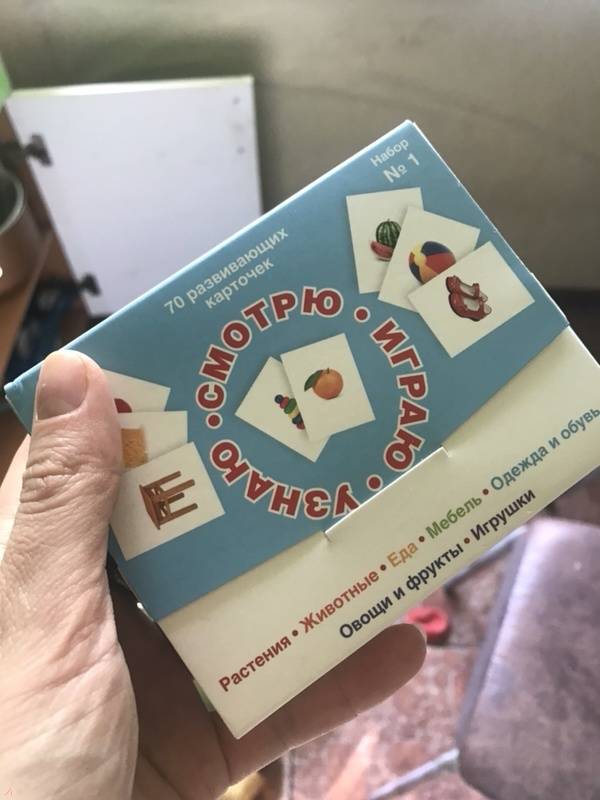 Набор
№ 1
70 развивающих
карточек
СМОТРЮ • ИГРАЮ • УЗНАЮ •
Растения • Животные • Еда • Мебель • Одежда и обувь
Овощи и фрукты • Игрушки